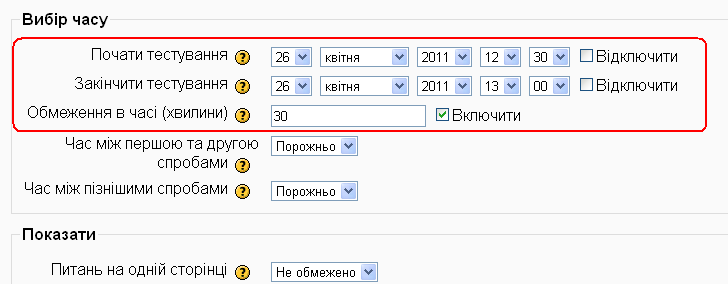 Вибір часу
Почати тестування 26 квітня 2011 12 30 Відключити
Закінчити тестування 26 квітня 2011 13 00 Відключити
Обмеження в часі (хвилини) 30 Включити
Час між першою та другою спробами Порожньо
Час між пізнішими спробами Порожньо
Показати
Питань на одній сторінці Не обмежено